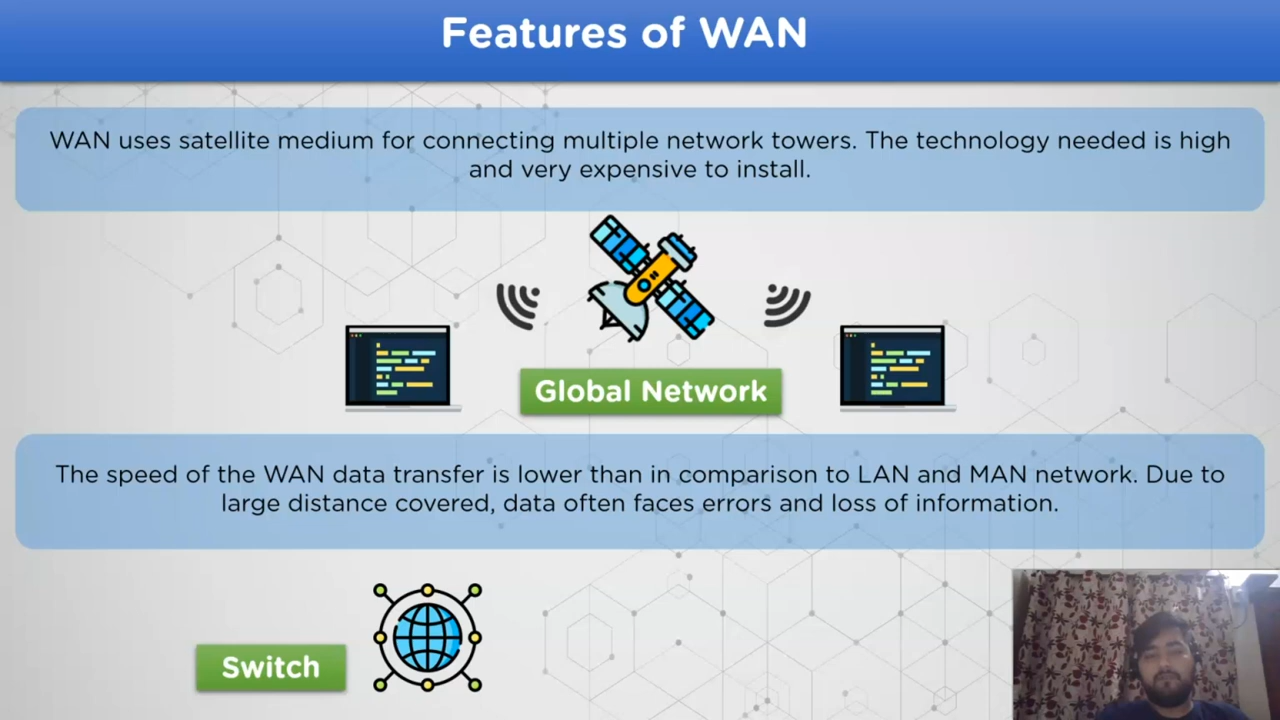 Features of WAN
WAN uses satellite medium for connecting multiple network towers. The technology needed is high
and very expensive to install.
Global Network
The speed of the WAN data transfer is lower than in comparison to LAN and MAN network. Due to
large distance covered, data often faces errors and loss of information.
Switch